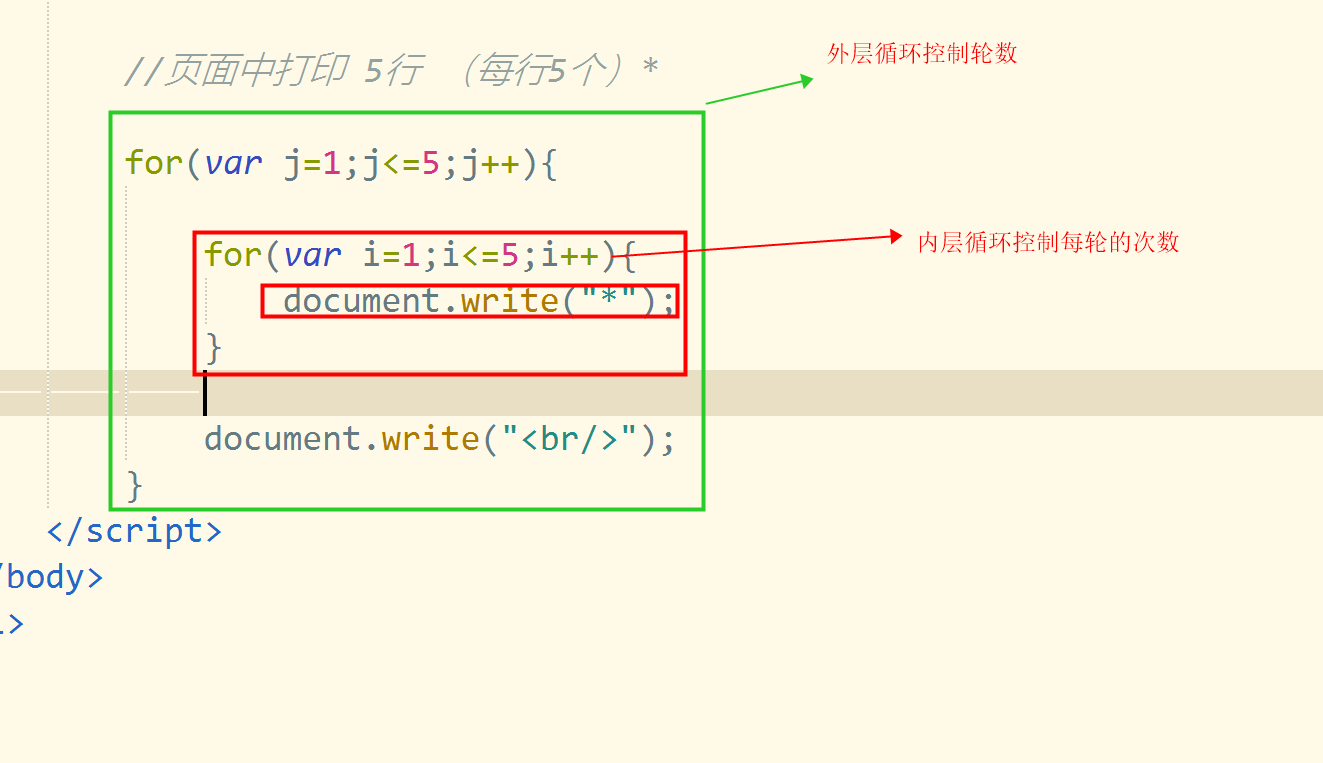 外层循环控制轮数
//页面中打印 5行 （每行5个）*
for(var j=1;j<=5;j++){
for(var i=1;i<=5;i++){
内层循环控制每轮的次数
document.write("*");
}
document.write("<br/>");
}
</script>
/body>
>